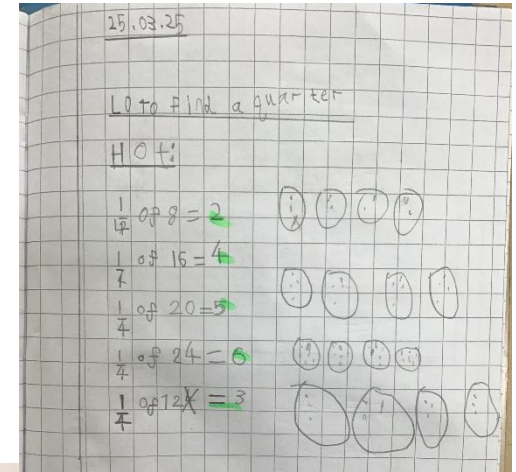 25.03.25
LO to find a quarter
HOt:
1/4 of 8 = 2
1/4 of 16 = 4
1/4 of 20 = 5
1/4 of 24 = 6
1/4 of 12 = 3